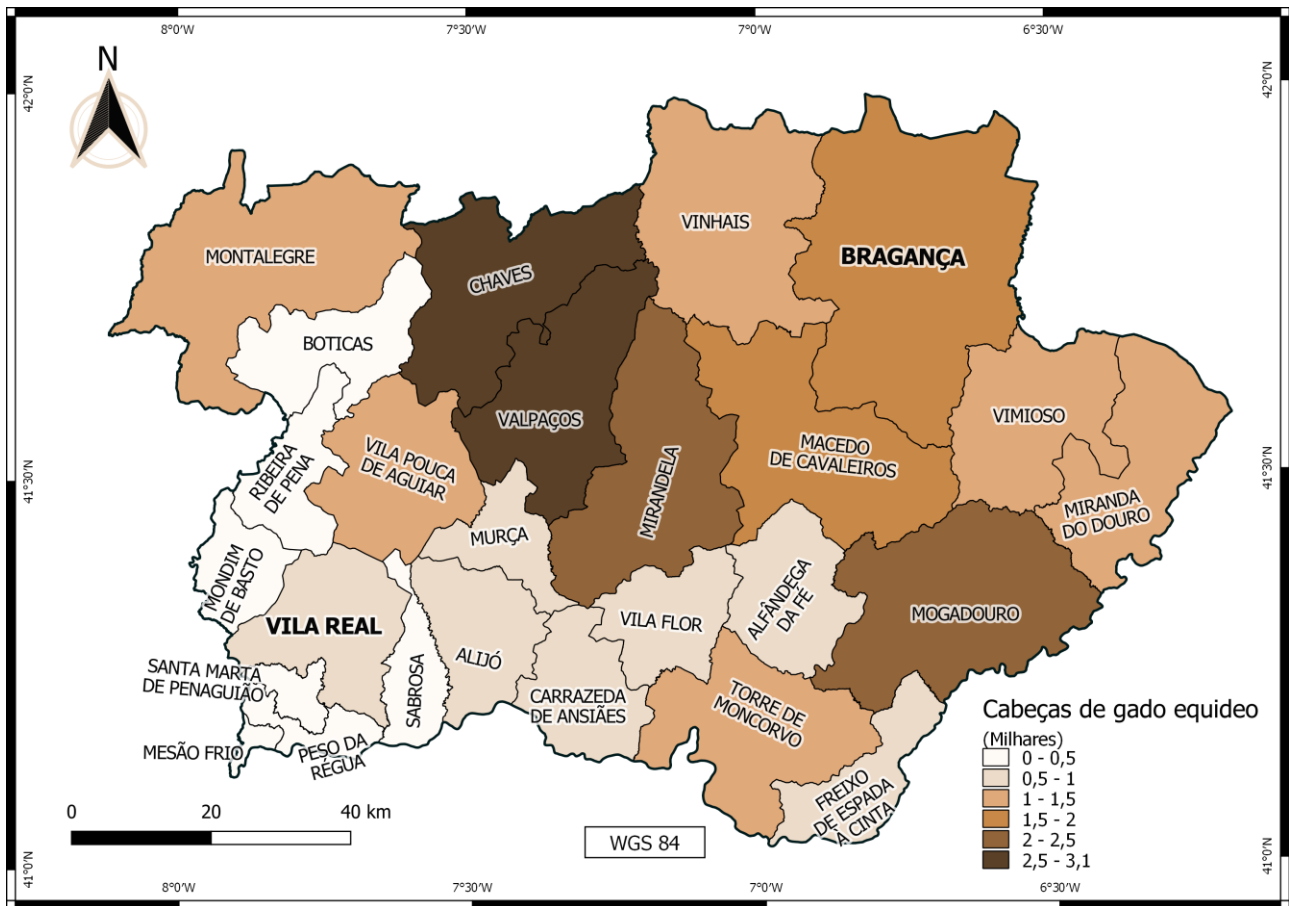 8°0'W
7°30'W
7°0'W
6°30'W
N
42°0'N
42°0'N
VINHAIS
MONTALEGRE
BRAGANÇA
CHAVES
BOTICAS
VALPAÇOS
VIMIOSO
RIBEIRA
DE PENA
VILA POUCA
DE AGUIAR
MIRANDELA
MACEDO
DE CAVALEIROS
41°30'N
41°30'N
MIRANDA
DO DOURO
MURÇA
MONDIM
DE BASTO
ALFÂNDEGA
DA FÉ
MOGADOURO
VILA REAL
VILA FLOR
ALIJÓ
SANTA MARTA
DE PENAGUIÃO
SABROSA
CARRAZEDA
DE ANSIÃES
TORRE DE
MONCORVO
MESÃO FRIO
PESO DA
RÉGUA
FREIXO
DE ESPADA
À CINTA
Cabeças de gado equideo
(Milhares)
0 - 0,5
0,5 - 1
1 - 1,5
1,5 - 2
2 - 2,5
2,5 - 3,1
0
20
40 km
WGS 84
41°0'N
41°0'N
8°0'W
7°30'W
7°0'W
6°30'W